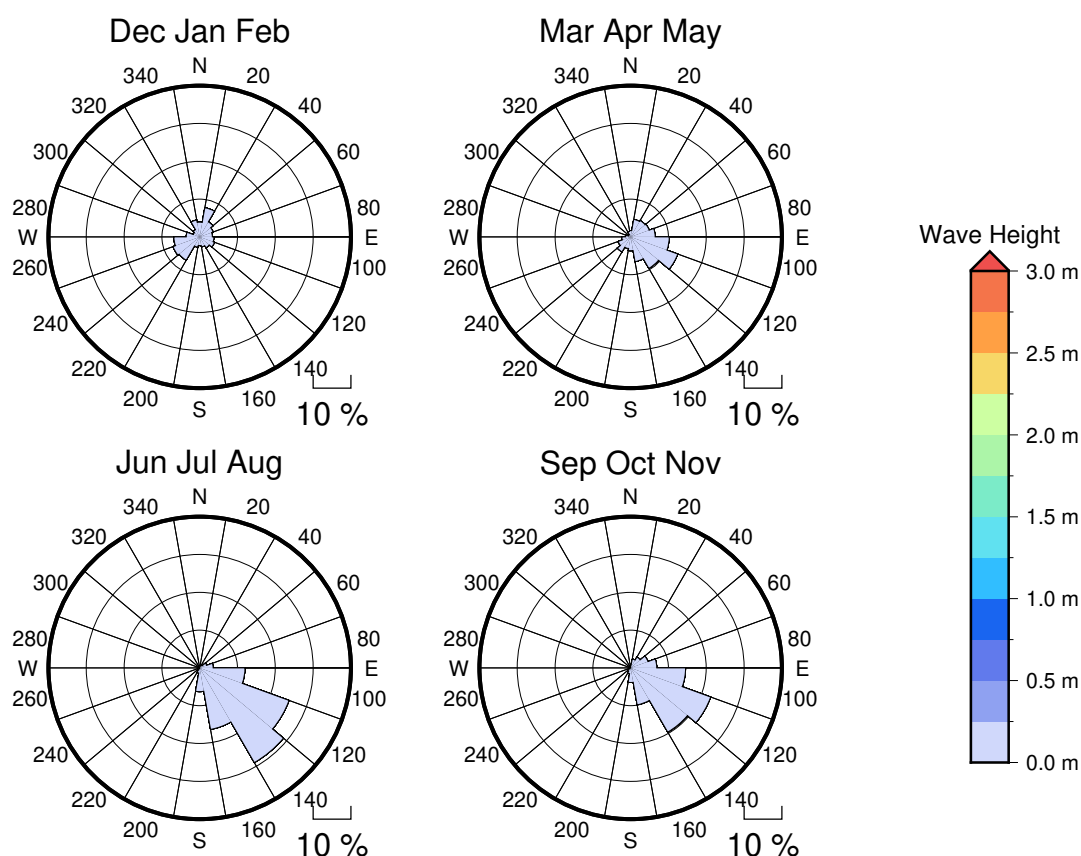 Dec Jan Feb
N
20
40
60
80
E
100
120
140
160
S
200
220
240
260
W
280
300
320
340
10 %
Mar Apr May
N
20
40
60
80
E
100
120
140
160
S
200
220
240
260
W
280
300
320
340
10 %
Jun Jul Aug
N
20
40
60
80
E
100
120
140
160
S
200
220
240
260
W
280
300
320
340
10 %
Sep Oct Nov
N
20
40
60
80
E
100
120
140
160
S
200
220
240
260
W
280
300
320
340
10 %
Wave Height
3.0 m
2.5 m
2.0 m
1.5 m
1.0 m
0.5 m
0.0 m